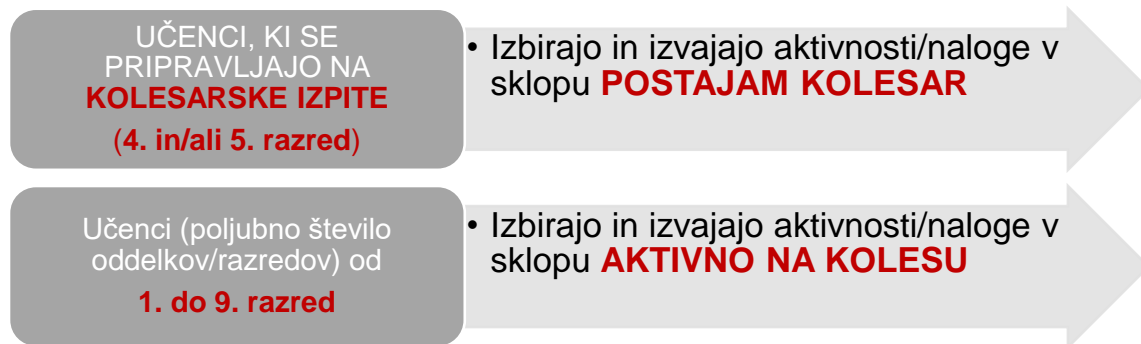 UČENCI, KI SE
PRIPRAVLJAJO NA
KOLESARSKE IZPITE
(4. in/ali 5. razred)
• Izbirajo in izvajajo aktivnosti/naloge v
sklopu POSTAJAM KOLESAR
Učenci (poljubno število
oddelkov/razredov) od
1. do 9. razred
• Izbirajo in izvajajo aktivnosti/naloge v
sklopu AKTIVNO NA KOLESU